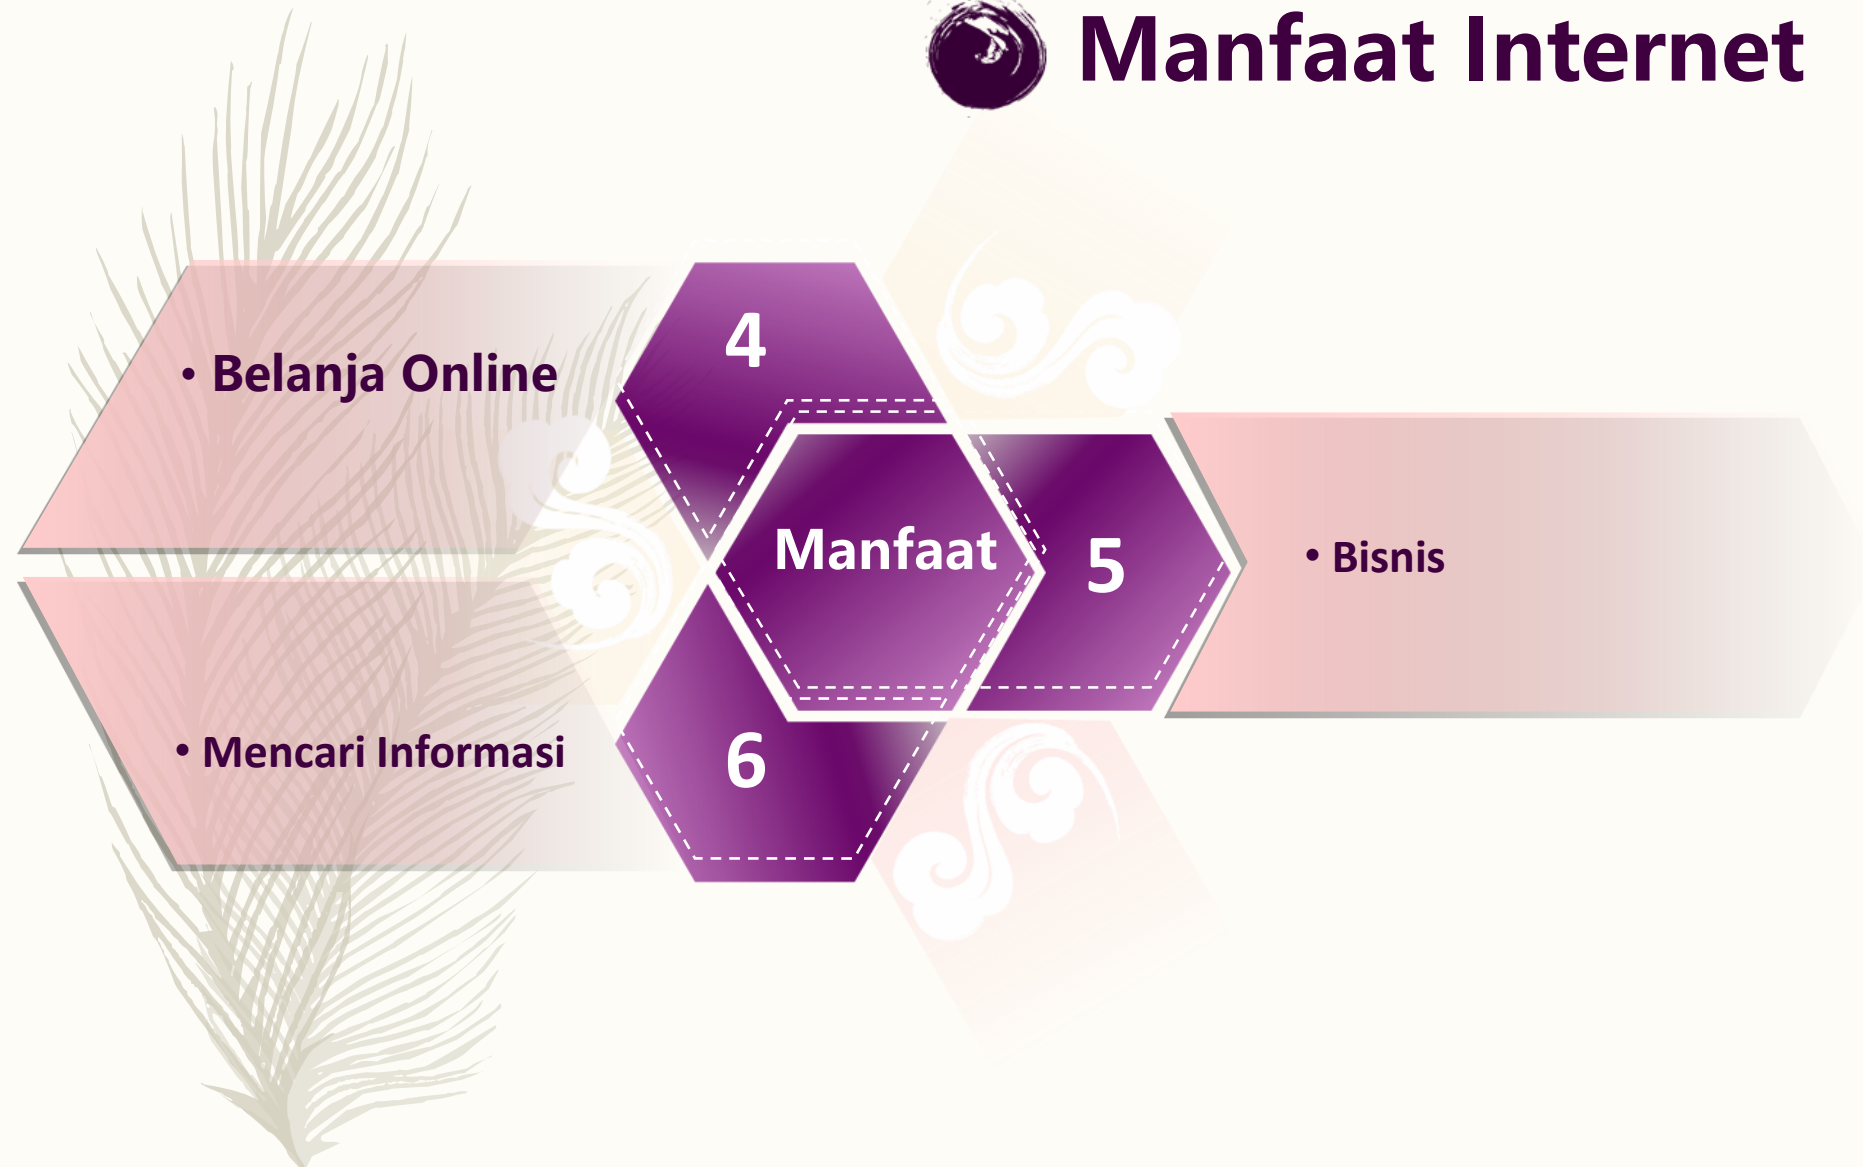 Manfaat Internet
4
• Belanja Online
Manfaat
5
• Bisnis
6
• Mencari Informasi